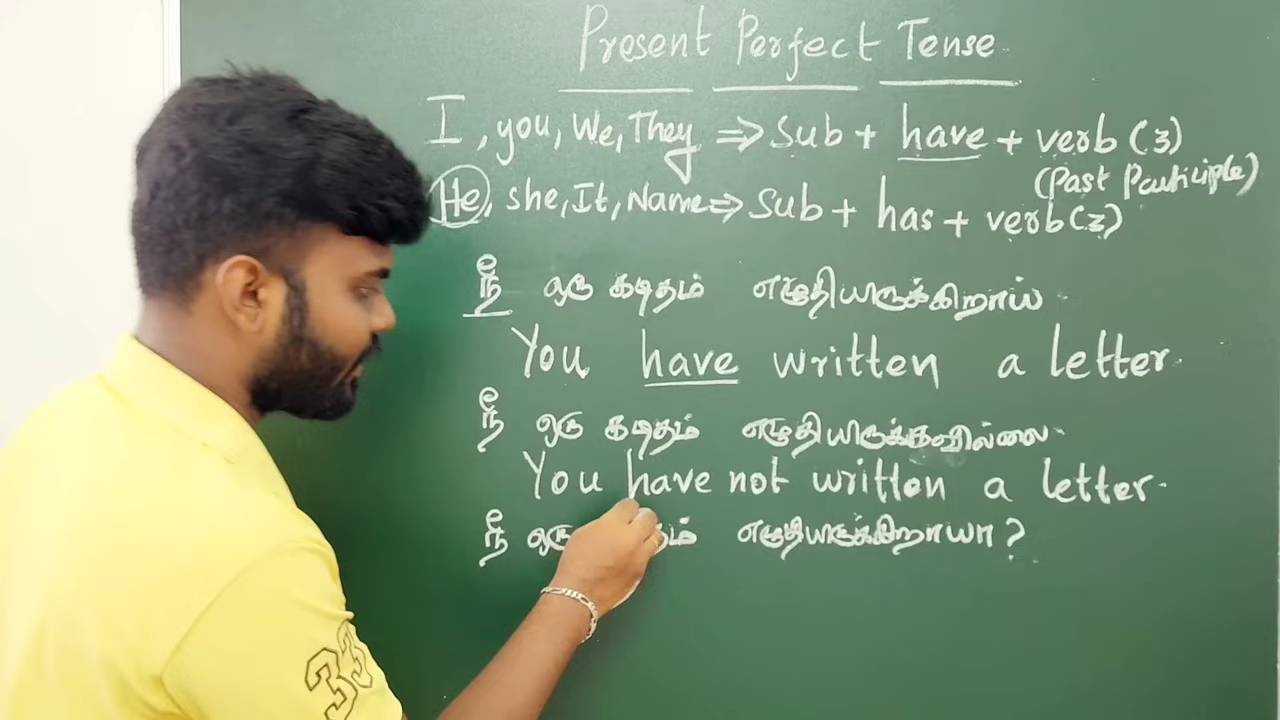 Present Perfect Tense
I, you, We, They ⇒ Sub + have + verb (3)
(Past Participle)
He, she, It, Name ⇒ Sub + has + verb (3)
நீ ஒரு கடிதம் எழுதியிருக்கிறாய்
You have written a letter.
நீ ஒரு கடிதம் எழுதியிருக்கவில்லை.
You have not written a letter.
நீ ஒரு எழுதியிருக்கிறாயா?
33